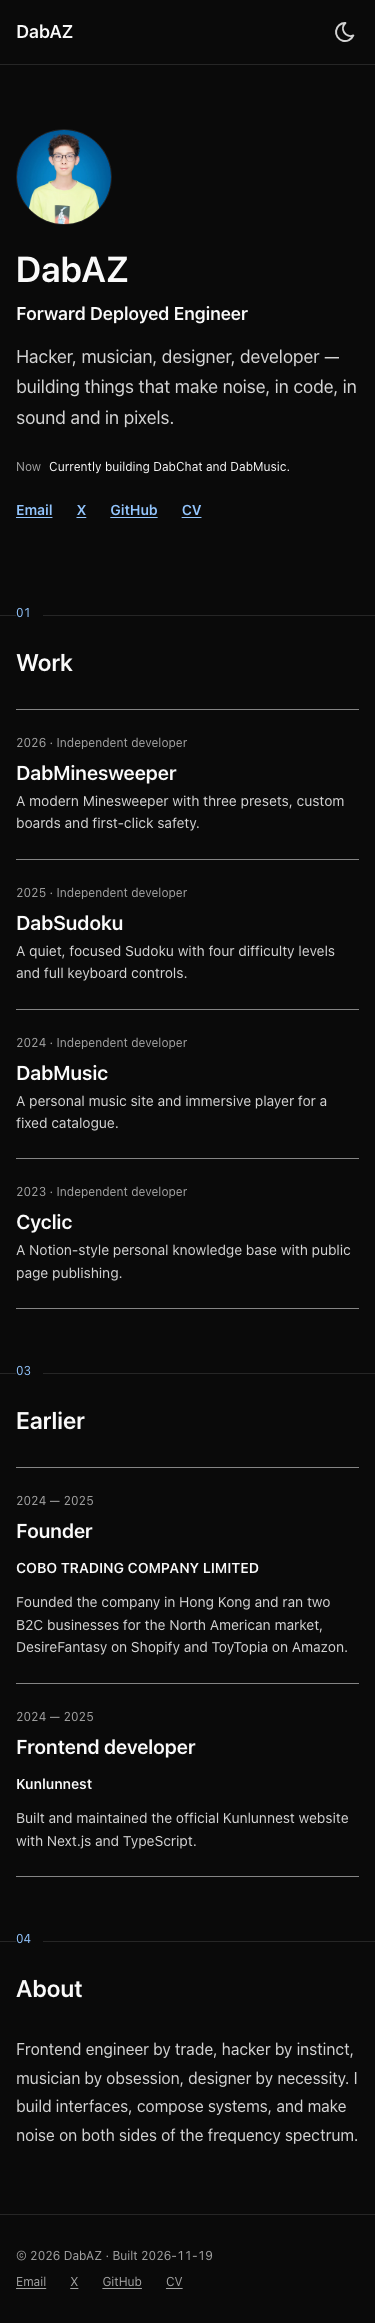 DabAZ
DabAZ
Forward Deployed Engineer
Hacker, musician, designer, developer —
building things that make noise, in code, in
sound and in pixels.
Now Currently building DabChat and DabMusic.
Email X GitHub CV
01
Work
2026 · Independent developer
DabMinesweeper
A modern Minesweeper with three presets, custom
boards and first-click safety.
2025 · Independent developer
DabSudoku
A quiet, focused Sudoku with four difficulty levels
and full keyboard controls.
2024 · Independent developer
DabMusic
A personal music site and immersive player for a
fixed catalogue.
2023 · Independent developer
Cyclic
A Notion-style personal knowledge base with public
page publishing.
03
Earlier
2024 — 2025
Founder
COBO TRADING COMPANY LIMITED
Founded the company in Hong Kong and ran two
B2C businesses for the North American market,
DesireFantasy on Shopify and ToyTopia on Amazon.
2024 — 2025
Frontend developer
Kunlunnest
Built and maintained the official Kunlunnest website
with Next.js and TypeScript.
04
About
Frontend engineer by trade, hacker by instinct,
musician by obsession, designer by necessity. I
build interfaces, compose systems, and make
noise on both sides of the frequency spectrum.
© 2026 DabAZ · Built 2026-11-19
Email X GitHub CV